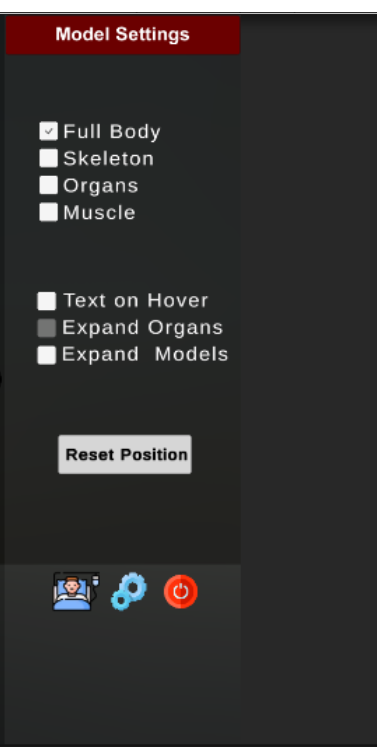 Model Settings
Full Body
Skeleton
Organs
Muscle
Text on Hover
Expand Organs
Expand Models
Reset Position